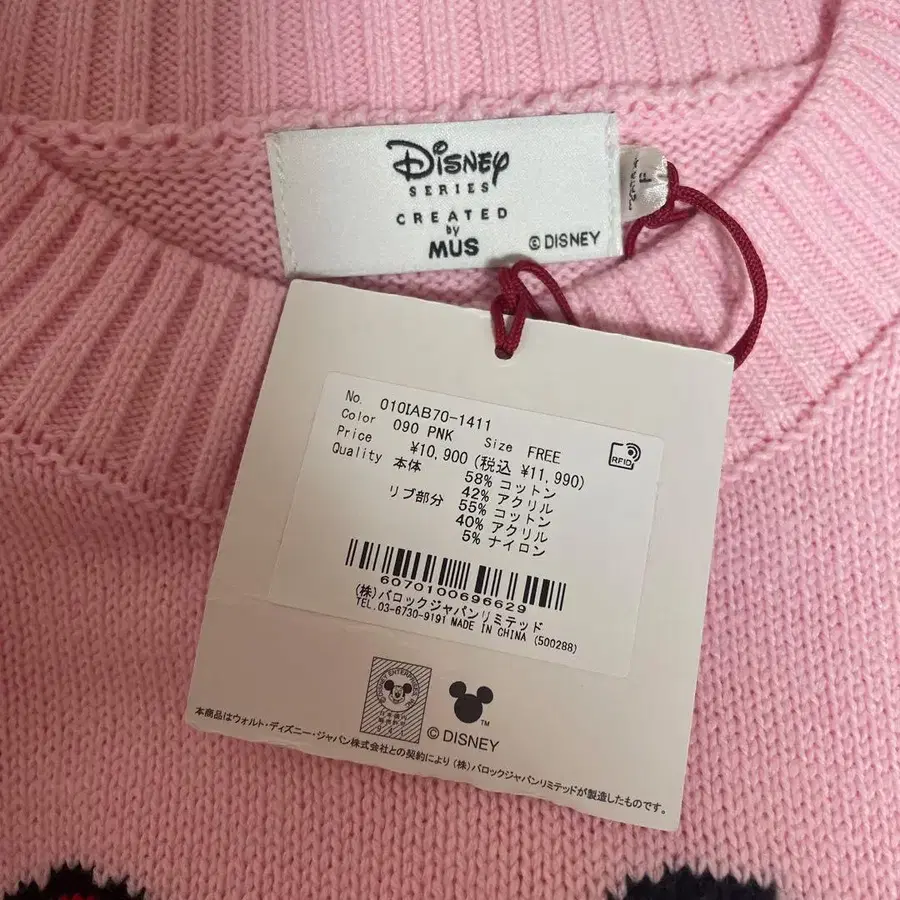 DISNEY
SERIES
CREATED
by
MUS
© DISNEY
F
No. 010IAB70-1411
Color 090 PNK Size FREE
Price ¥10,900 (税込 ¥11,990)
Quality 本体 58% コットン
42% アクリル
リブ部分 55% コットン
40% アクリル
5% ナイロン
RFID
6070100696629
(株)バロックジャパンリミテッド
TEL.03-6730-9191 MADE IN CHINA (500288)
TM
© DISNEY
本商品はウォルト・ディズニー・ジャパン株式会社との契約により(株)バロックジャパンリミテッドが製造したものです。